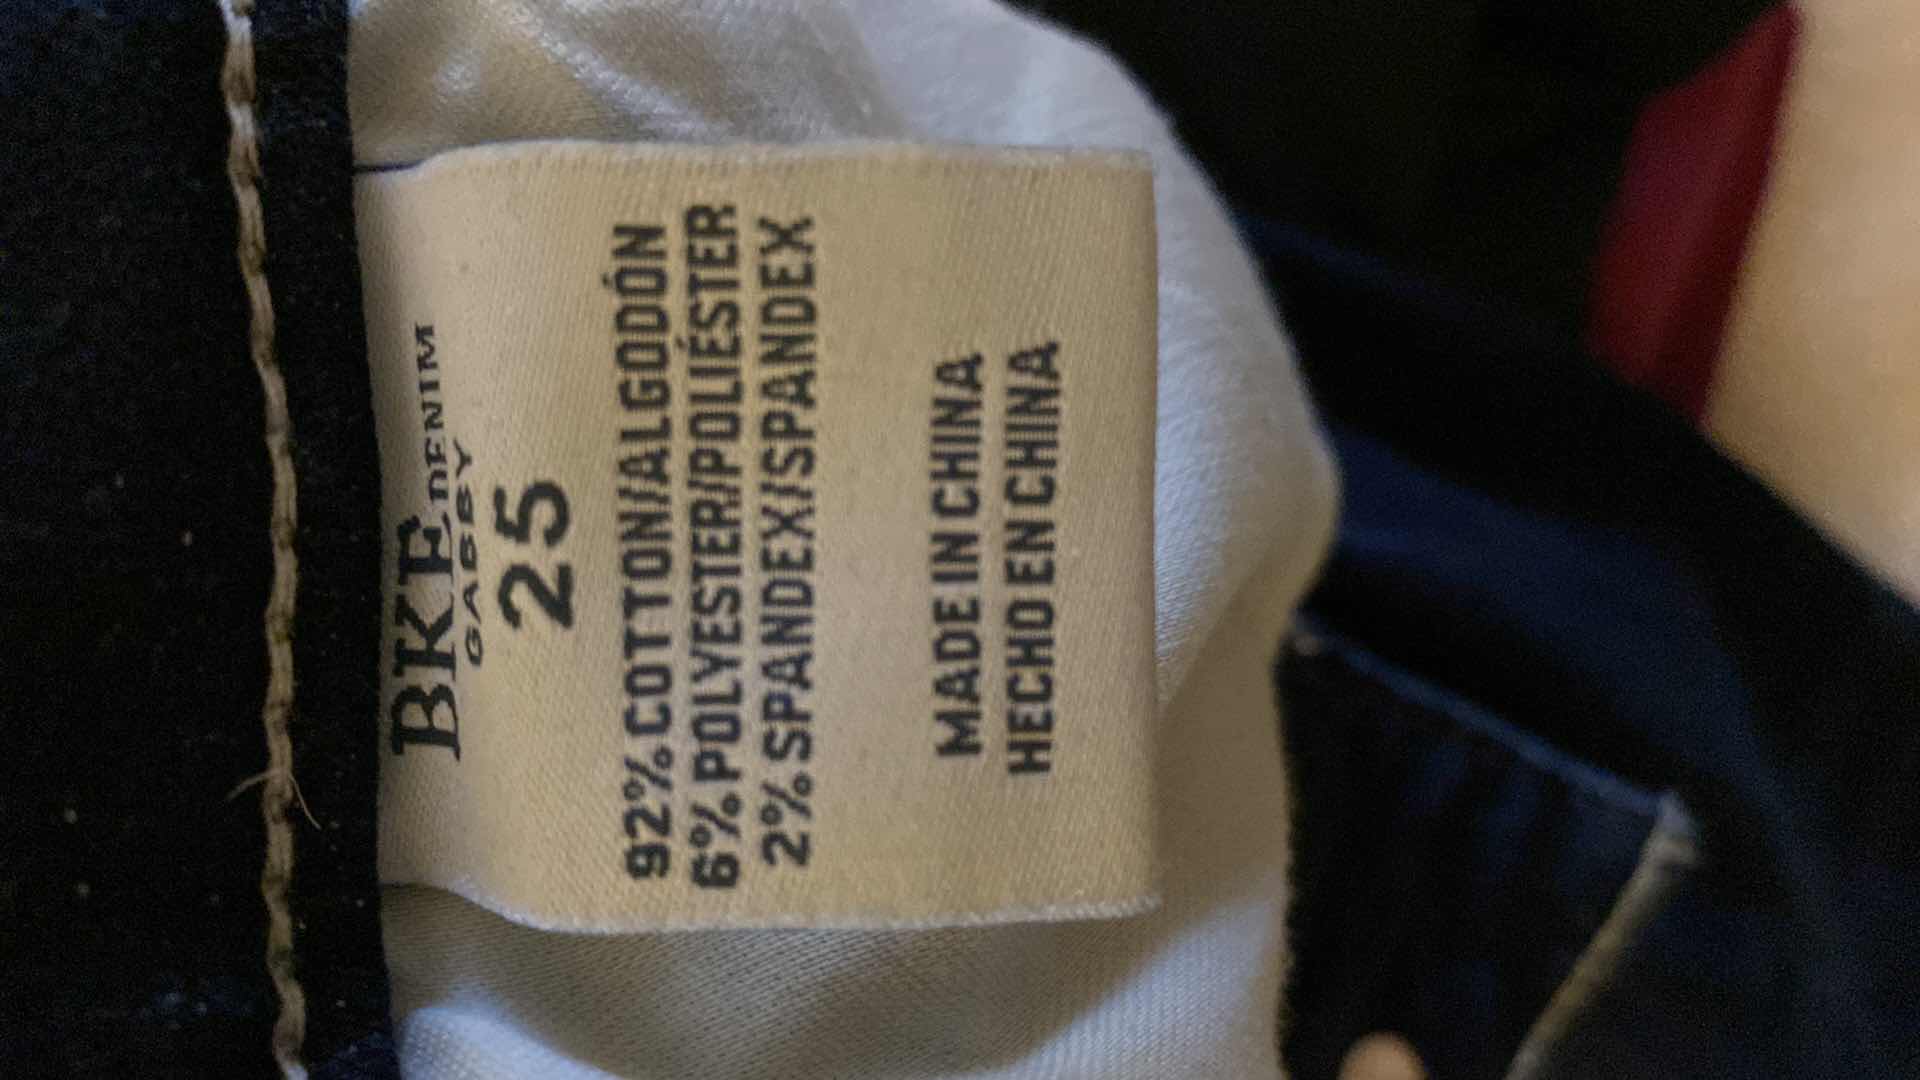 BKE DENIM
GABBY
25
92% COTTON/ALGODÓN
6% POLYESTER/POLIÉSTER
2% SPANDEX/SPANDEX
MADE IN CHINA
HECHO EN CHINA